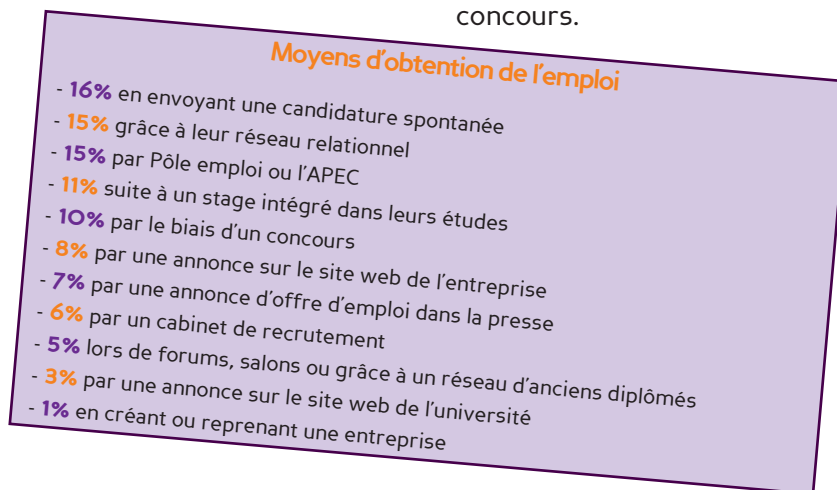 concours.
Moyens d'obtention de l'emploi
- 16% en envoyant une candidature spontanée
- 15% grâce à leur réseau relationnel
- 15% par Pôle emploi ou l'APEC
- 11% suite à un stage intégré dans leurs études
- 10% par le biais d'un concours
- 8% par une annonce sur le site web de l'entreprise
- 7% par une annonce d'offre d'emploi dans la presse
- 6% par un cabinet de recrutement
- 5% lors de forums, salons ou grâce à un réseau d'anciens diplômés
- 3% par une annonce sur le site web de l'université
- 1% en créant ou reprenant une entreprise